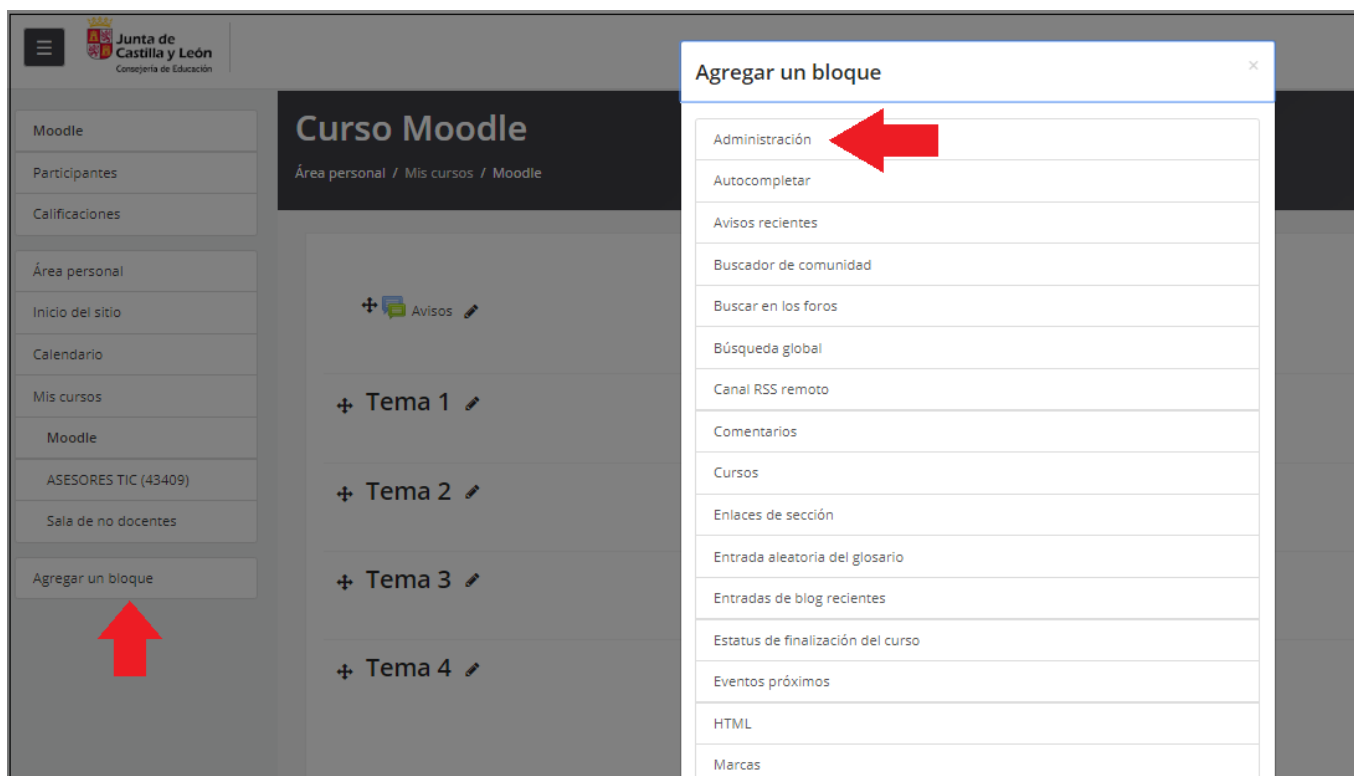 Junta de
Castilla y León
Consejería de Educación
Moodle
Participantes
Calificaciones
Área personal
Inicio del sitio
Calendario
Mis cursos
Moodle
ASESORES TIC (43409)
Sala de no docentes
Agregar un bloque
Curso Moodle
Área personal / Mis cursos / Moodle
Avisos
Tema 1
Tema 2
Tema 3
Tema 4
Agregar un bloque
×
Administración
Autocompletar
Avisos recientes
Buscador de comunidad
Buscar en los foros
Búsqueda global
Canal RSS remoto
Comentarios
Cursos
Enlaces de sección
Entrada aleatoria del glosario
Entradas de blog recientes
Estatus de finalización del curso
Eventos próximos
HTML
Marcas